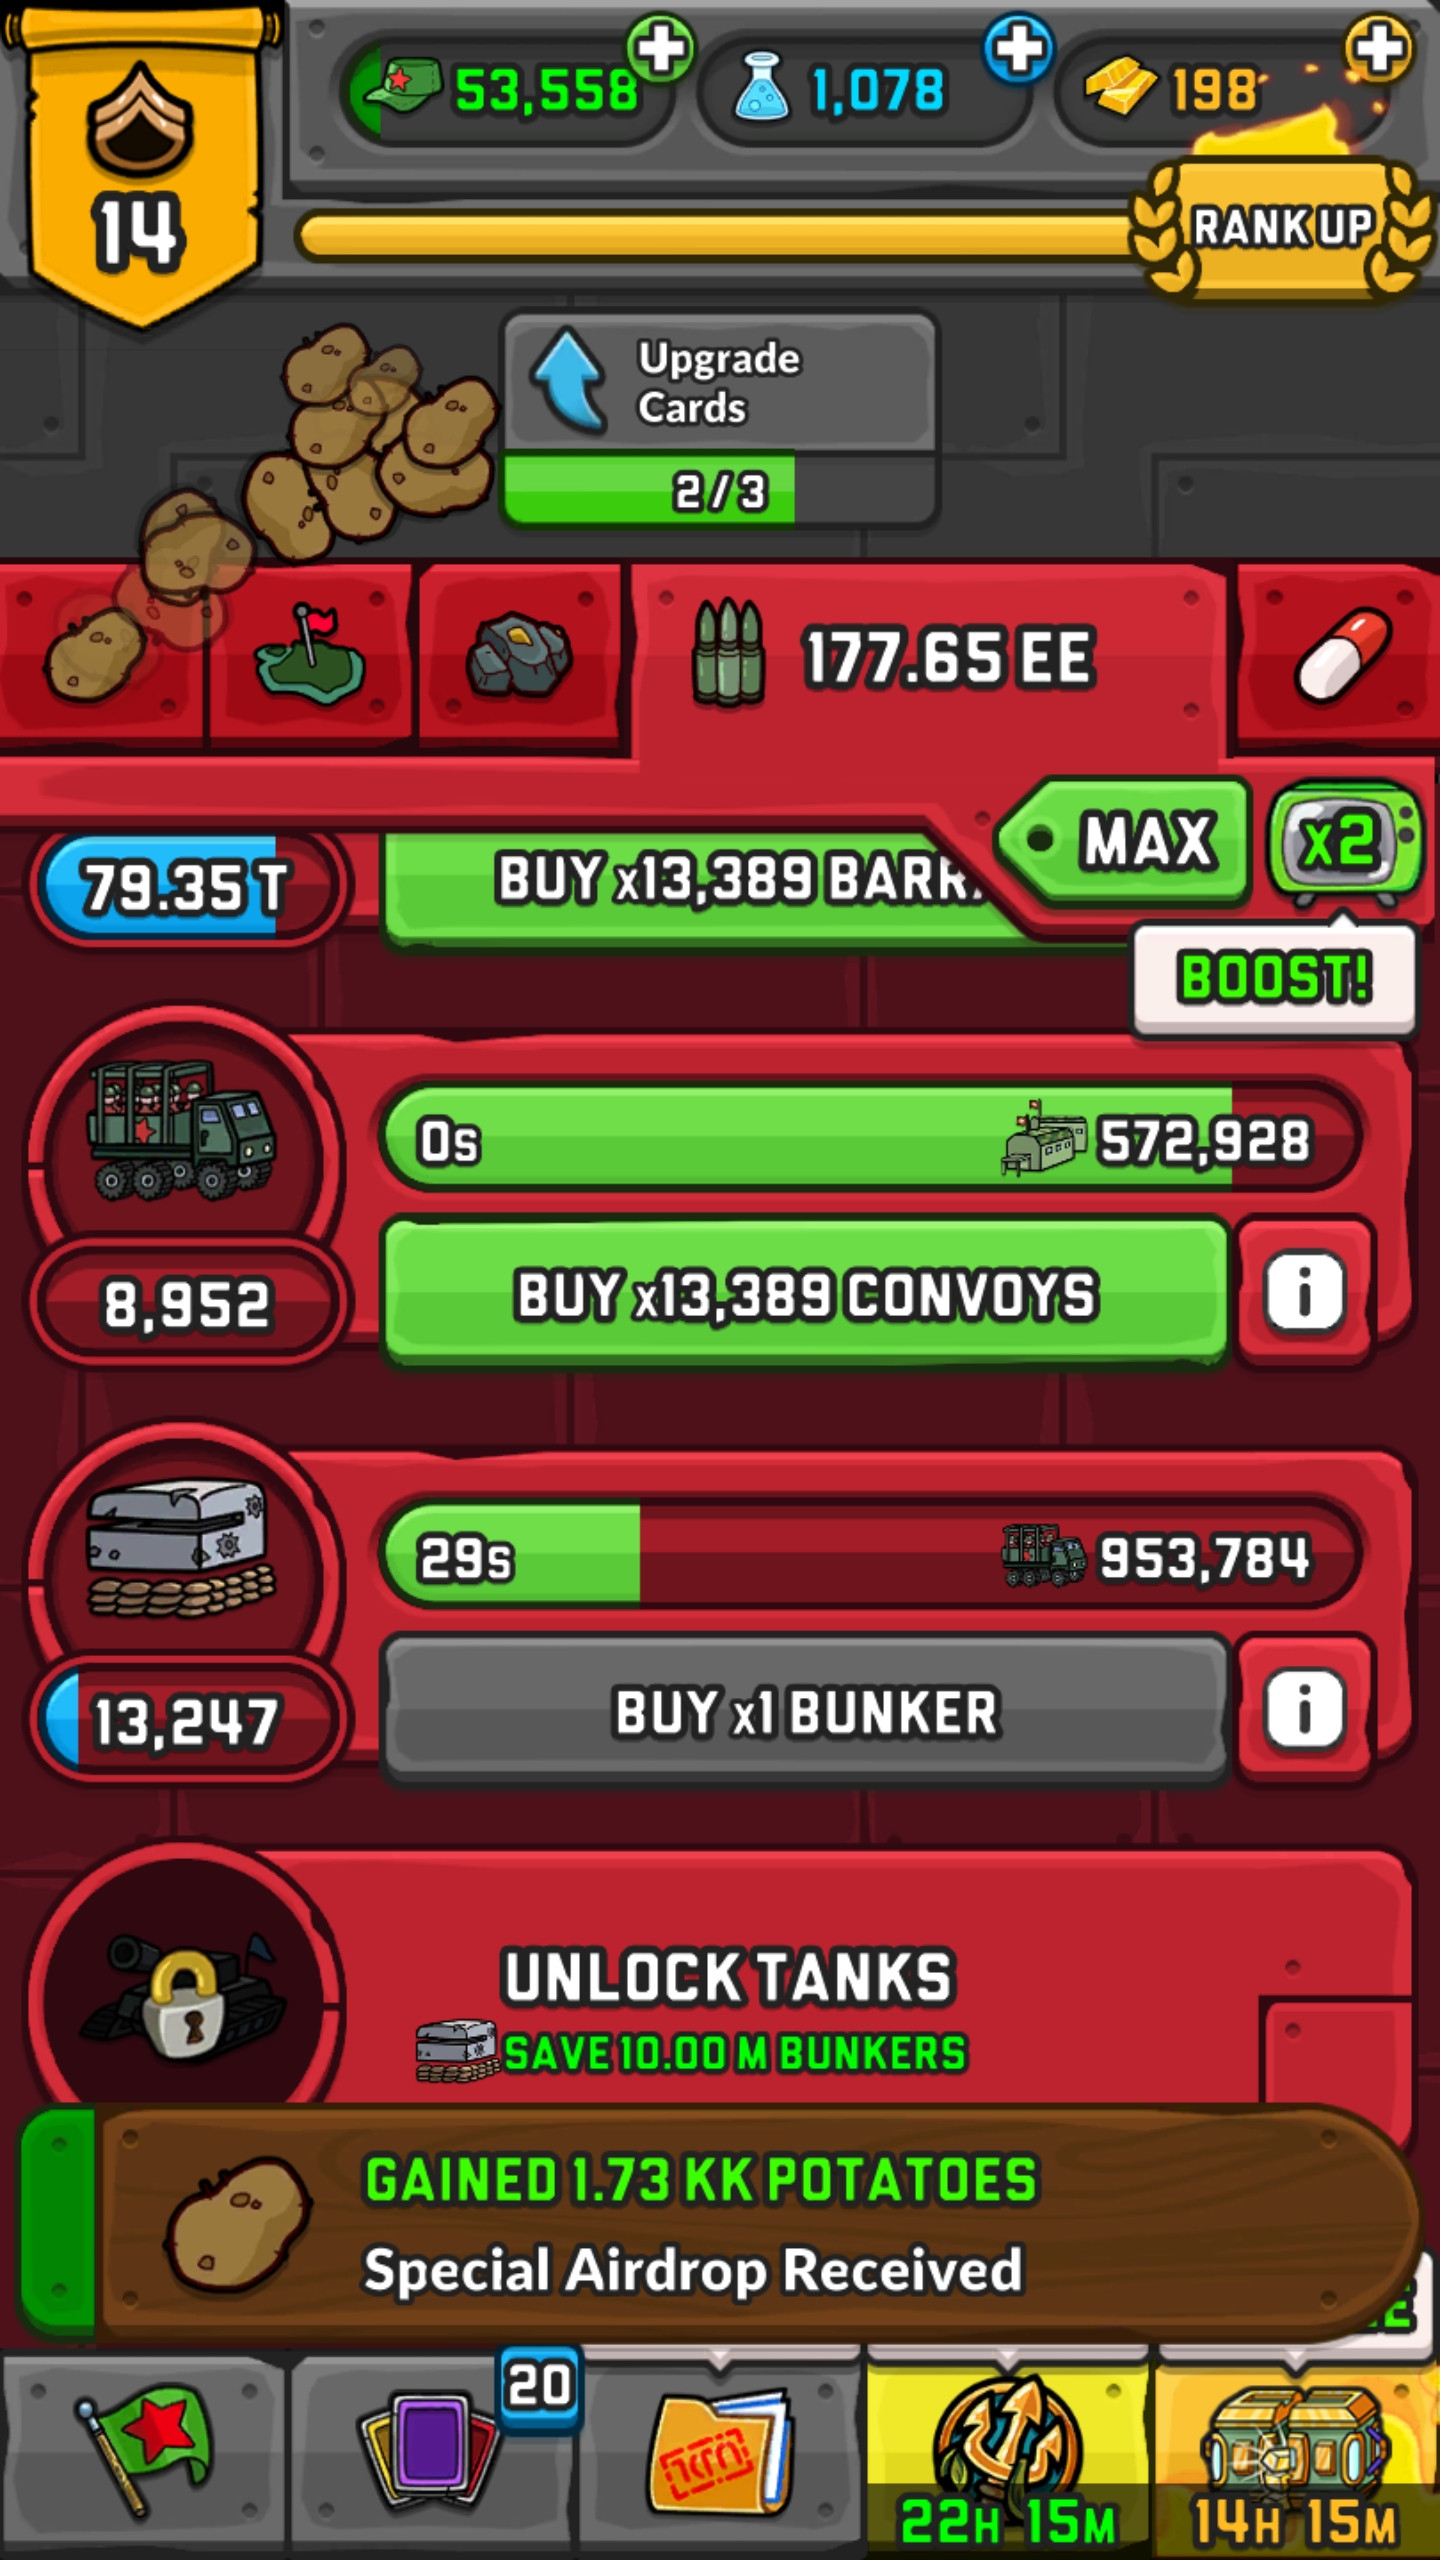 53,558
1,078
198
14
RANK UP
Upgrade
Cards
2/3
177.65 EE
MAX
x2
79.35 T
BUY x13,389 BARR
BOOST!
0s
572,928
8,952
BUY x13,389 CONVOYS
i
29s
953,784
13,247
BUY x1 BUNKER
i
UNLOCK TANKS
SAVE 10.00 M BUNKERS
GAINED 1.73 KK POTATOES
Special Airdrop Received
20
22H 15M
14H 15M